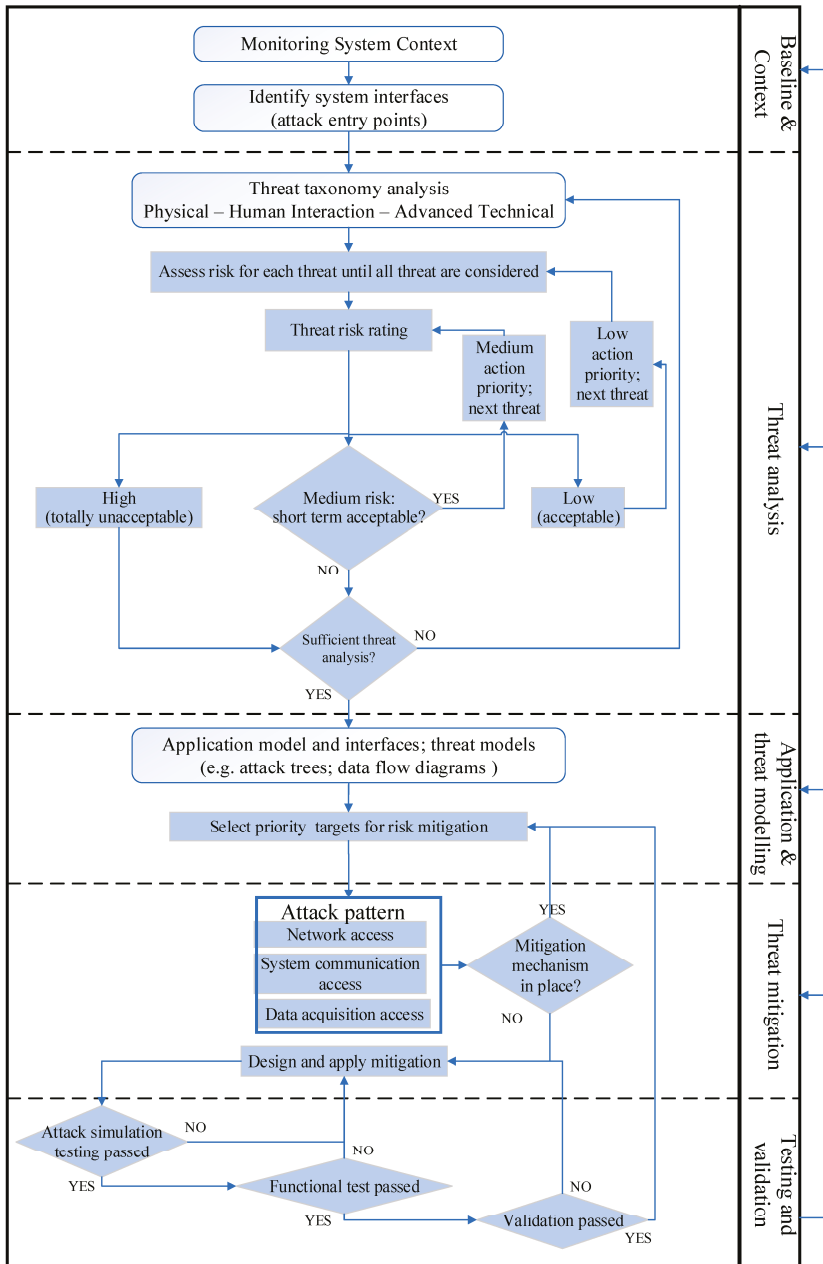 Monitoring System Context
Identify system interfaces
(attack entry points)
Baseline &
Context
Threat taxonomy analysis
Physical – Human Interaction – Advanced Technical
Assess risk for each threat until all threat are considered
Threat risk rating
Medium
action
priority;
next threat
Low
action
priority;
next threat
High
(totally unacceptable)
Medium risk:
short term acceptable?
YES
Low
(acceptable)
NO
Sufficient threat
analysis?
NO
YES
Threat analysis
Application model and interfaces; threat models
(e.g. attack trees; data flow diagrams )
Select priority targets for risk mitigation
Application &
threat modelling
Attack pattern
Network access
System communication
access
Data acquisition access
YES
Mitigation
mechanism
in place?
NO
Design and apply mitigation
Threat mitigation
Attack simulation
testing passed
NO
YES
NO
Functional test passed
YES
NO
Validation passed
YES
Testing and
validation